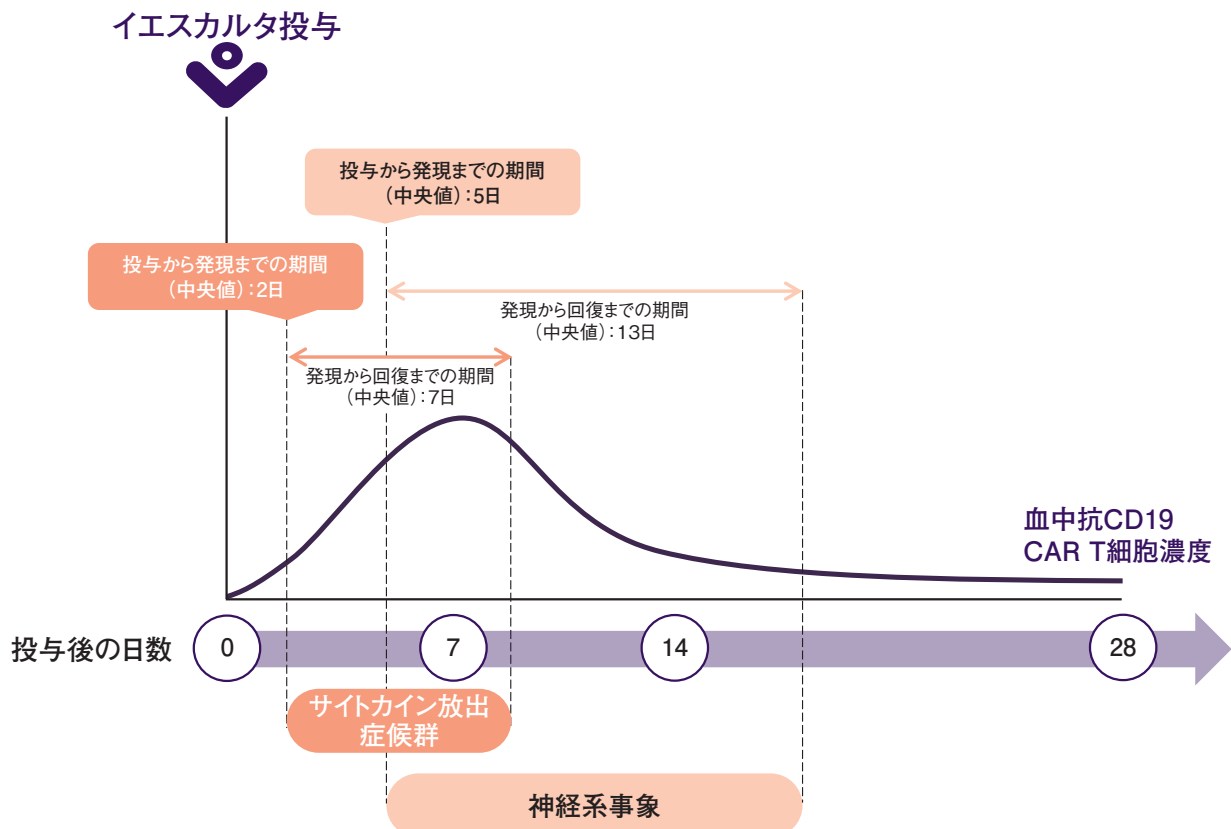 イエスカルタ投与
投与から発現までの期間
(中央値):5日
投与から発現までの期間
(中央値):2日
発現から回復までの期間
(中央値):13日
発現から回復までの期間
(中央値):7日
血中抗CD19
CAR T細胞濃度
投与後の日数 0 7 14 28
サイトカイン放出
症候群
神経系事象